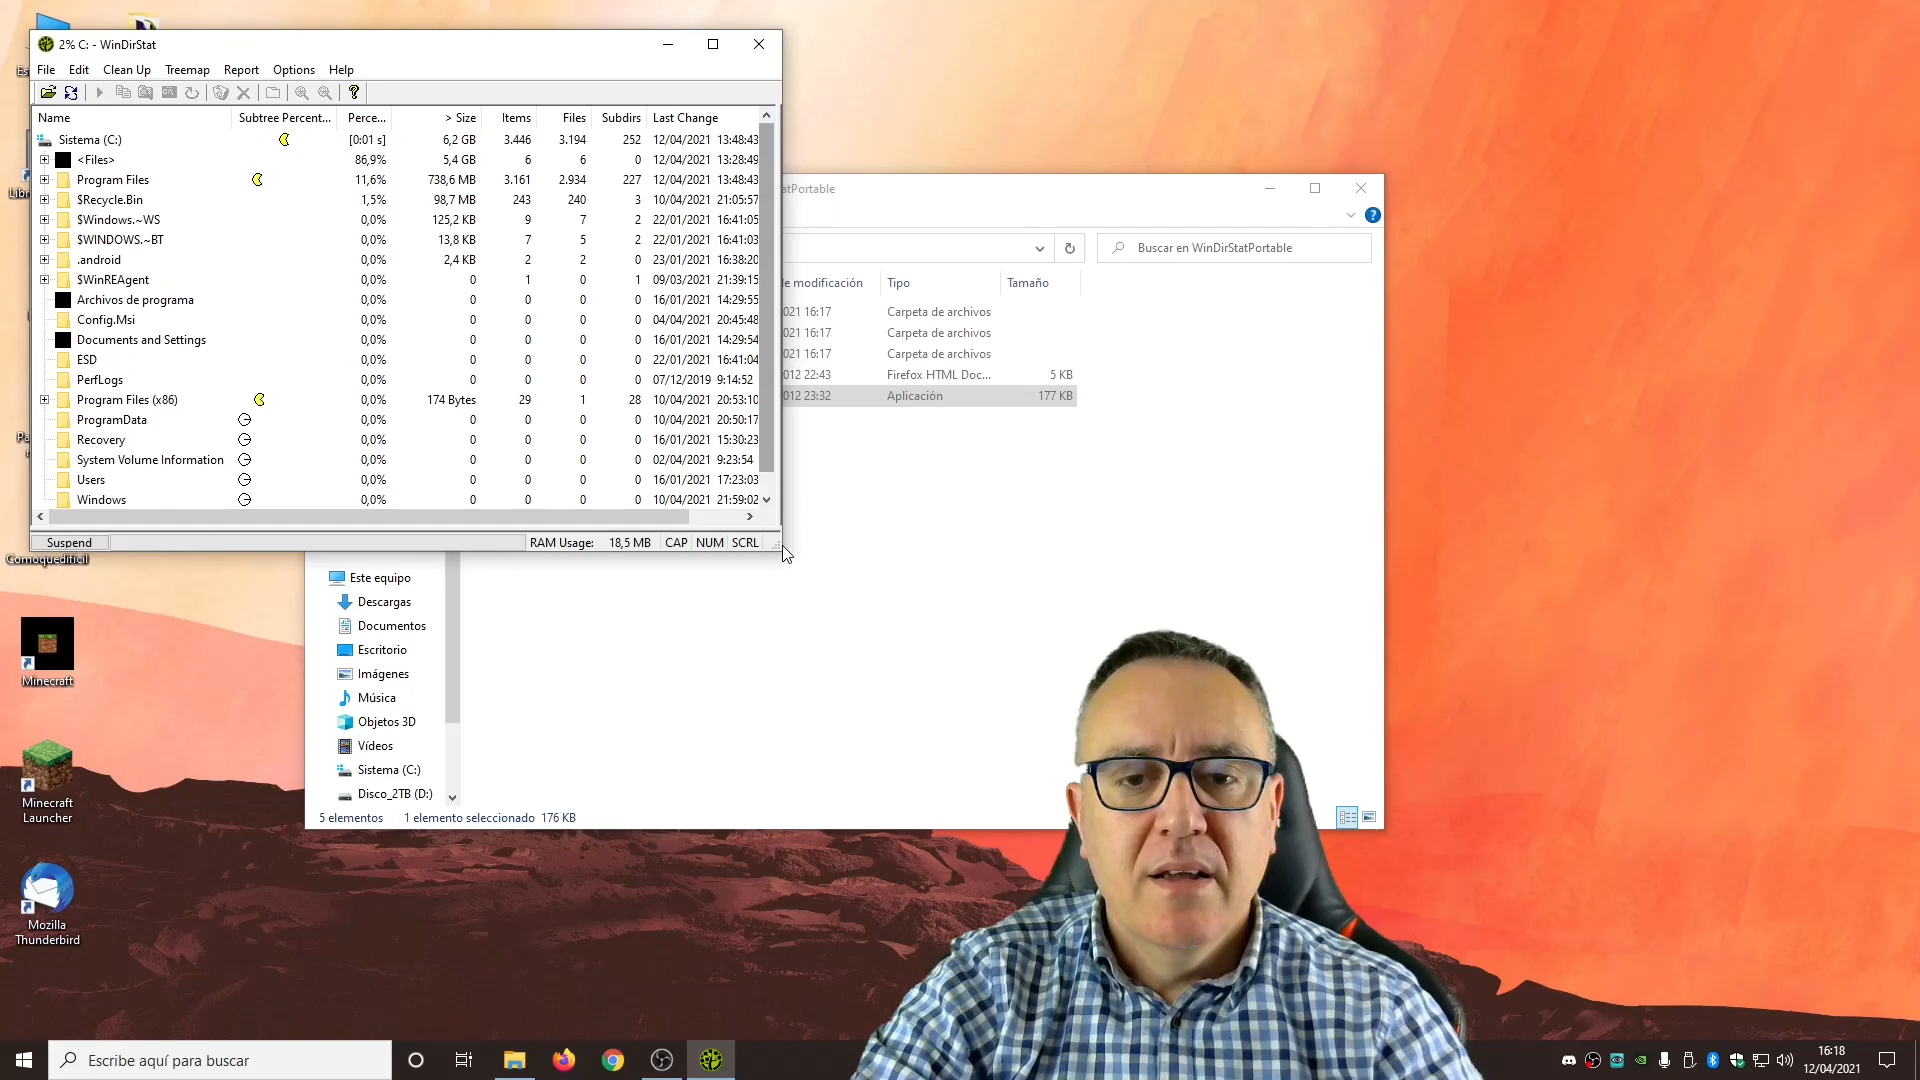 2% C: - WinDirStat
File Edit Clean Up Treemap Report Options Help
Name Subtree Percent... Perce... > Size Items Files Subdirs Last Change
Sistema (C:) [0:01 s] 6,2 GB 3.446 3.194 252 12/04/2021 13:48:43
<Files> 86,9% 5,4 GB 6 6 0 12/04/2021 13:28:49
Program Files 11,6% 738,6 MB 3.161 2.934 227 12/04/2021 13:48:43
$Recycle.Bin 1,5% 98,7 MB 243 240 3 10/04/2021 21:05:57
$Windows.~WS 0,0% 125,2 KB 9 7 2 22/01/2021 16:41:05
$WINDOWS.~BT 0,0% 13,8 KB 7 5 2 22/01/2021 16:41:03
.android 0,0% 2,4 KB 2 2 0 23/01/2021 16:38:20
$WinREAgent 0,0% 0 1 0 1 09/03/2021 21:39:15
Archivos de programa 0,0% 0 0 0 0 16/01/2021 14:29:55
Config.Msi 0,0% 0 0 0 0 04/04/2021 20:45:48
Documents and Settings 0,0% 0 0 0 0 16/01/2021 14:29:54
ESD 0,0% 0 0 0 0 22/01/2021 16:41:04
PerfLogs 0,0% 0 0 0 0 07/12/2019 9:14:52
Program Files (x86) 0,0% 174 Bytes 29 1 28 10/04/2021 20:53:10
ProgramData 0,0% 0 0 0 0 10/04/2021 20:50:17
Recovery 0,0% 0 0 0 0 16/01/2021 15:30:23
System Volume Information 0,0% 0 0 0 0 02/04/2021 9:23:54
Users 0,0% 0 0 0 0 16/01/2021 17:23:03
Windows 0,0% 0 0 0 0 10/04/2021 21:59:02
Suspend RAM Usage: 18,5 MB CAP NUM SCRL
atPortable
Buscar en WinDirStatPortable
de modificación Tipo Tamaño
021 16:17 Carpeta de archivos
021 16:17 Carpeta de archivos
021 16:17 Carpeta de archivos
012 22:43 Firefox HTML Doc... 5 KB
012 23:32 Aplicación 177 KB
Este equipo
Descargas
Documentos
Escritorio
Imágenes
Música
Objetos 3D
Vídeos
Sistema (C:)
Disco_2TB (D:)
5 elementos 1 elemento seleccionado 176 KB
Comoquedificil
Minecraft
Minecraft
Launcher
Mozilla
Thunderbird
Escribe aquí para buscar
16:18
12/04/2021